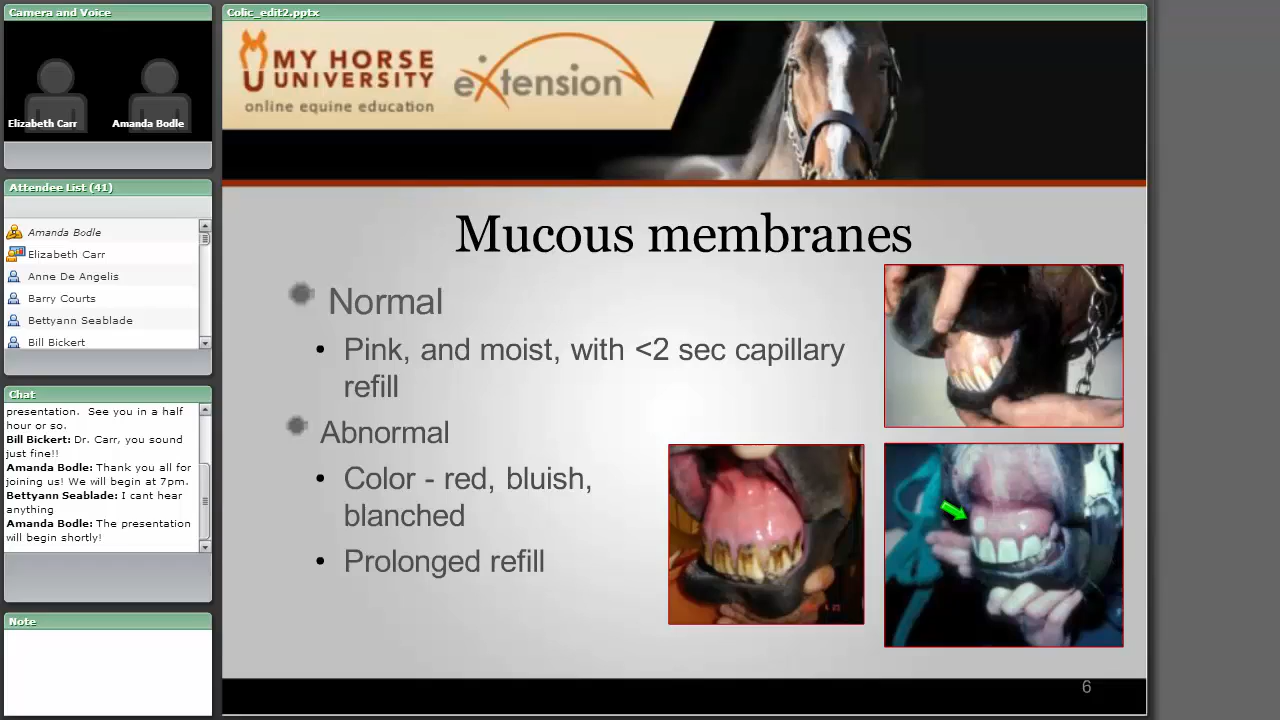 Camera and Voice
Elizabeth Carr
Amanda Bodle
Attendee List (41)
Amanda Bodle
Elizabeth Carr
Anne De Angelis
Barry Courts
Bettyann Seablade
Bill Bickert
Chat
presentation. See you in a half
hour or so.
Bill Bickert: Dr. Carr, you sound
just fine!!
Amanda Bodle: Thank you all for
joining us! We will begin at 7pm.
Bettyann Seablade: I cant hear
anything
Amanda Bodle: The presentation
will begin shortly!
Note
Colic_edit2.pptx
MY HORSE
UNIVERSITY
online equine education
eXtension
Mucous membranes
Normal
• Pink, and moist, with <2 sec capillary
refill
Abnormal
• Color - red, bluish,
blanched
• Prolonged refill
6